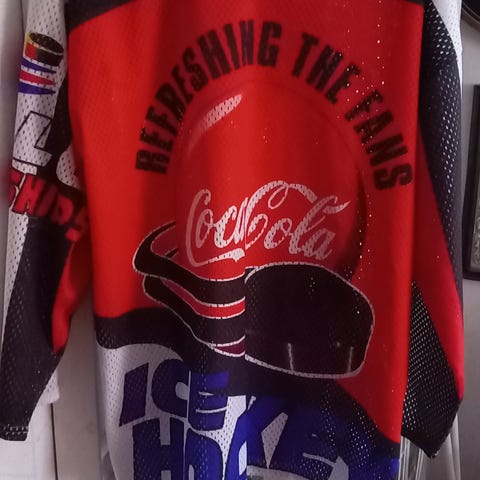 REFRESHING THE FANS
Coca-Cola
ICE
HOCKEY